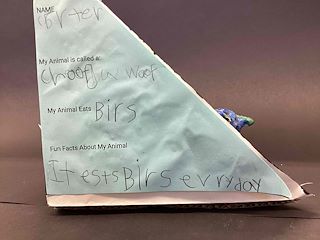 NAME
My Animal is called a:
My Animal Eats Birs
Fun Facts About My Animal
It ests Birs evryday